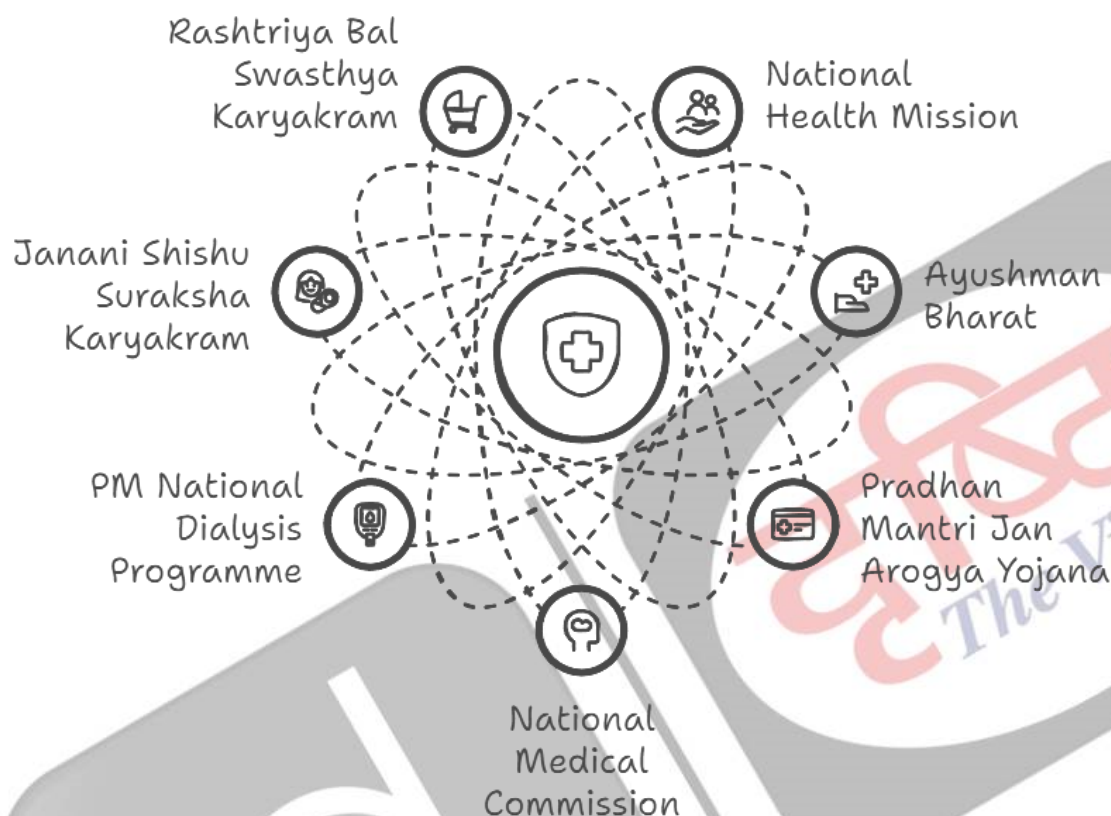 Rashtriya Bal
Swasthya
Karyakram
National
Health Mission
Janani Shishu
Suraksha
Karyakram
Ayushman
Bharat
PM National
Dialysis
Programme
Pradhan
Mantri Jan
Arogya Yojana
National
Medical
Commission
The